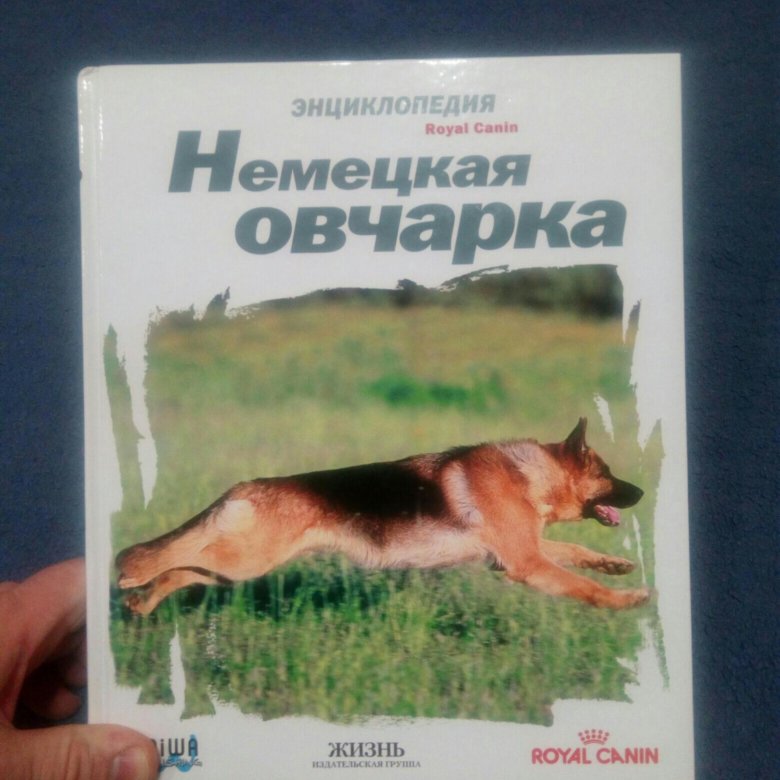 ЭНЦИКЛОПЕДИЯ
Royal Canin
Немецкая
овчарка
ЖИЗНЬ
ИЗДАТЕЛЬСКАЯ ГРУППА
ROYAL CANIN